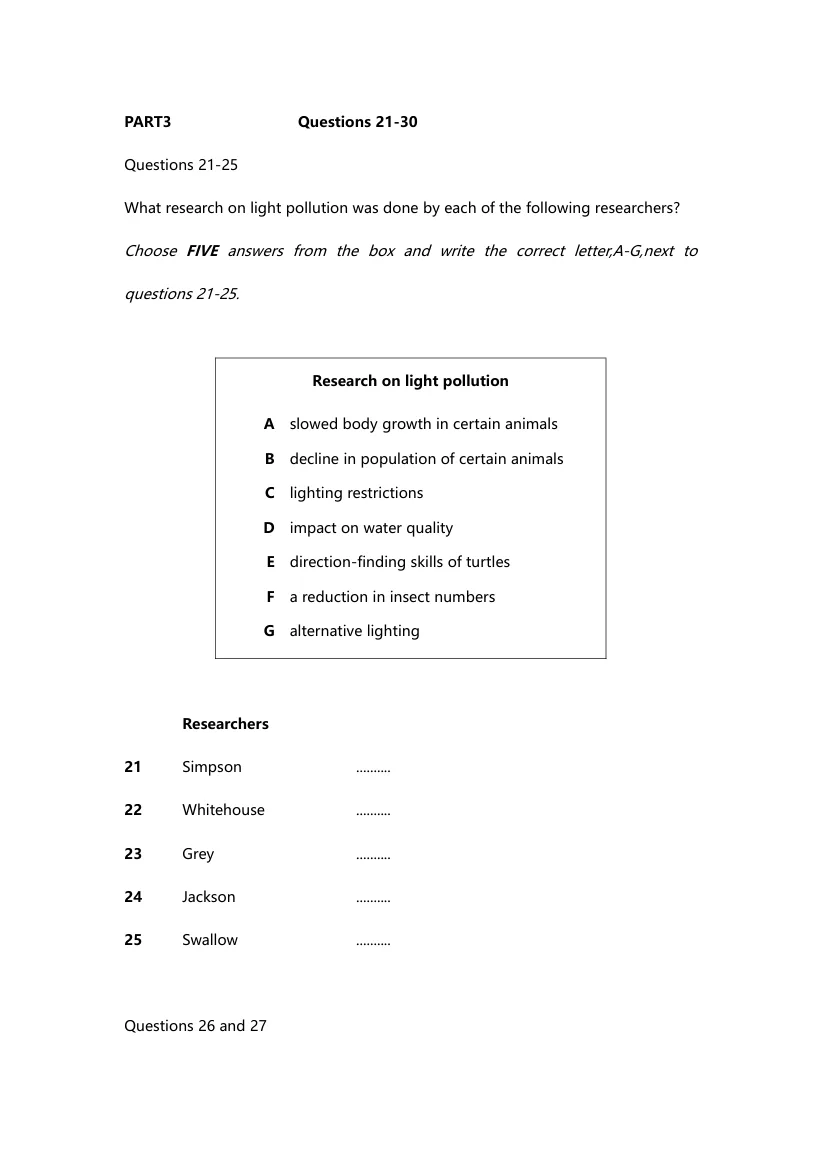 PART3 Questions 21-30
Questions 21-25
What research on light pollution was done by each of the following researchers?
Choose FIVE answers from the box and write the correct letter,A-G,next to
questions 21-25.
Research on light pollution
A slowed body growth in certain animals
B decline in population of certain animals
C lighting restrictions
D impact on water quality
E direction-finding skills of turtles
F a reduction in insect numbers
G alternative lighting
Researchers
21 Simpson ..........
22 Whitehouse ..........
23 Grey ..........
24 Jackson ..........
25 Swallow ..........
Questions 26 and 27